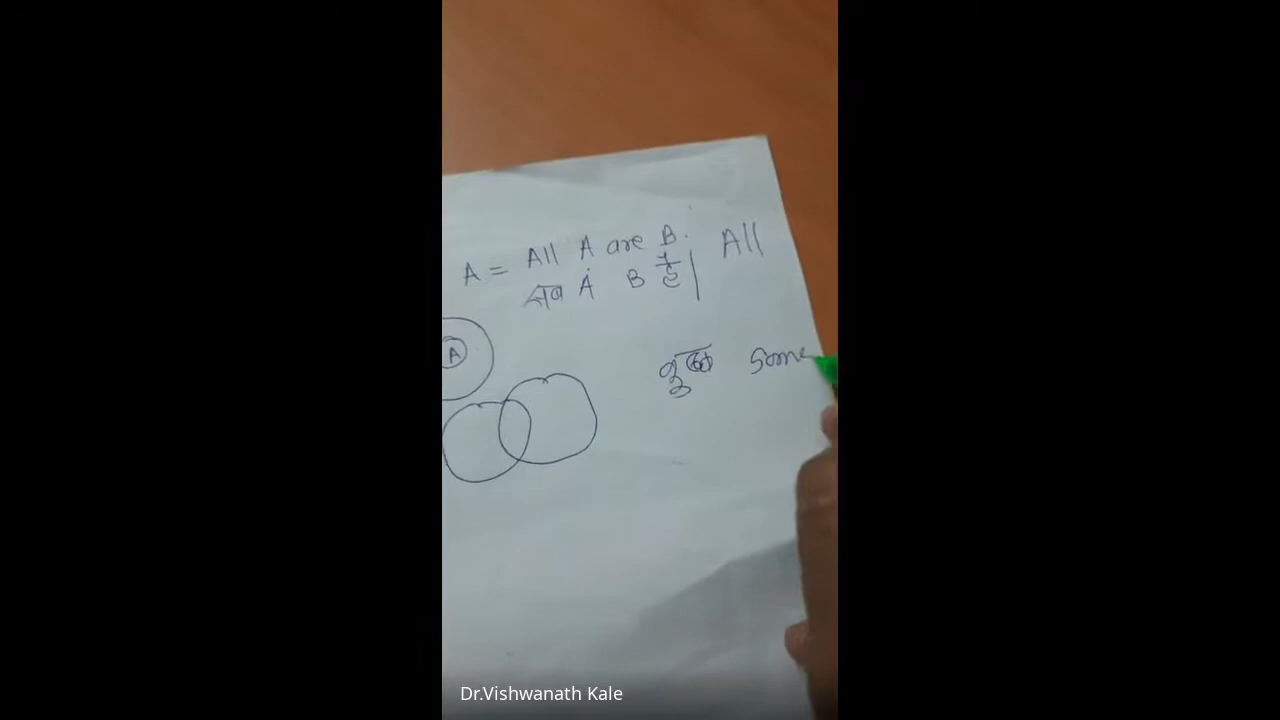 A = All A are B. All
सब A B है।
A
कुछ Some
Dr.Vishwanath Kale